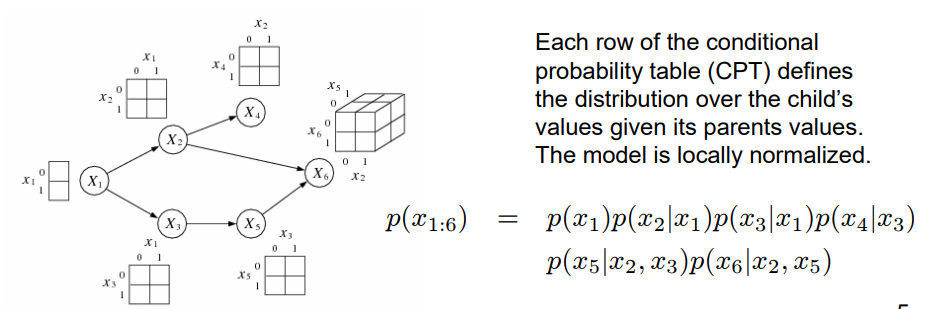 X₂
0 1
X₄ 0
1
X₁
0 1
X₂ 0
1
X₅ 1
0
X₆ 0
1
0 1
X₂
X₄
X₂
X₆
X₁ 0
1
X₁
X₃
X₅
X₁
0 1
X₃ 0
1
X₃
0 1
X₅ 0
1
Each row of the conditional
probability table (CPT) defines
the distribution over the child’s
values given its parents values.
The model is locally normalized.
p(x₁:₆) = p(x₁)p(x₂|x₁)p(x₃|x₁)p(x₄|x₃)
p(x₅|x₂, x₃)p(x₆|x₂, x₅)